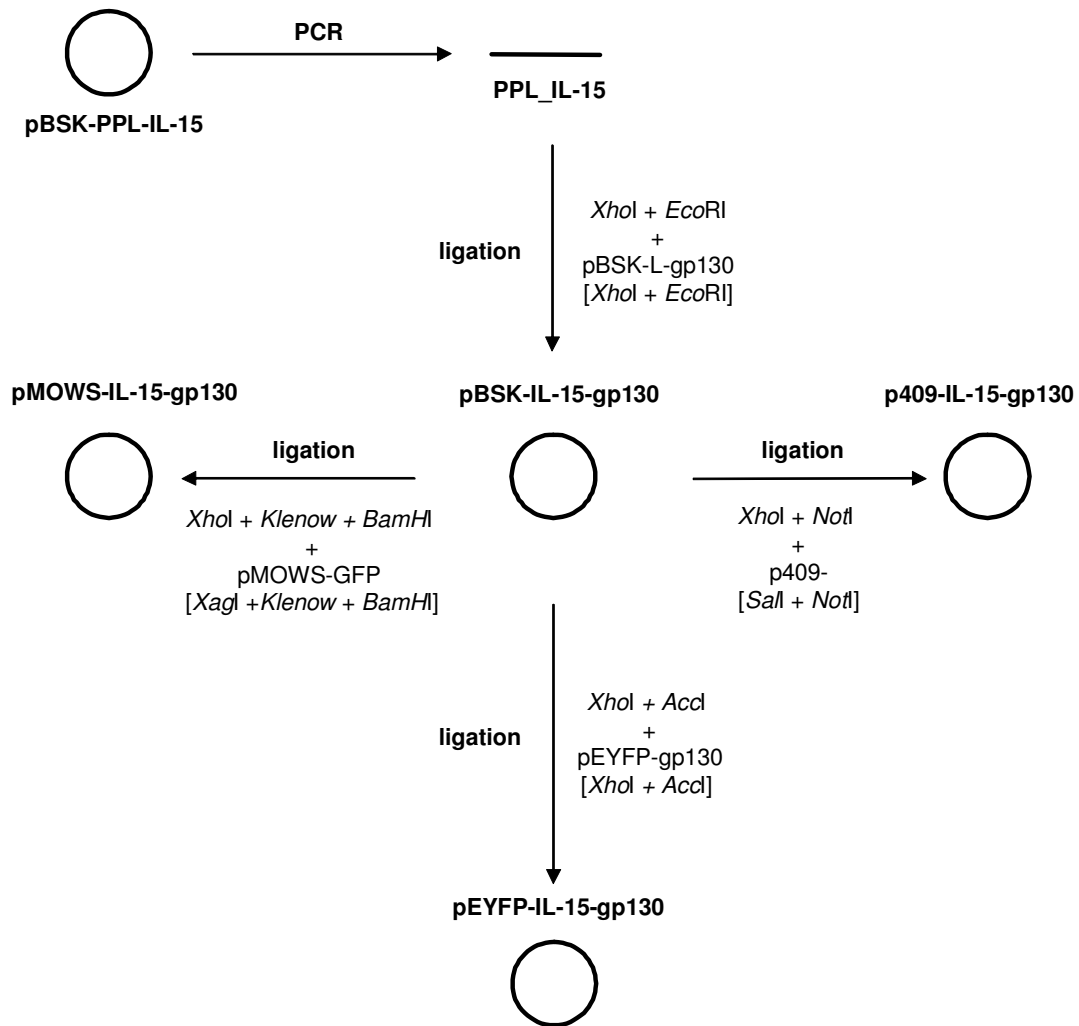 PCR
pBSK-PPL-IL-15
PPL_IL-15
ligation
XhoI + EcoRI
+
pBSK-L-gp130
[XhoI + EcoRI]
pMOWS-IL-15-gp130
pBSK-IL-15-gp130
p409-IL-15-gp130
ligation
XhoI + Klenow + BamHI
+
pMOWS-GFP
[XagI +Klenow + BamHI]
ligation
XhoI + NotI
+
p409-
[SalI + NotI]
ligation
XhoI + AccI
+
pEYFP-gp130
[XhoI + AccI]
pEYFP-IL-15-gp130